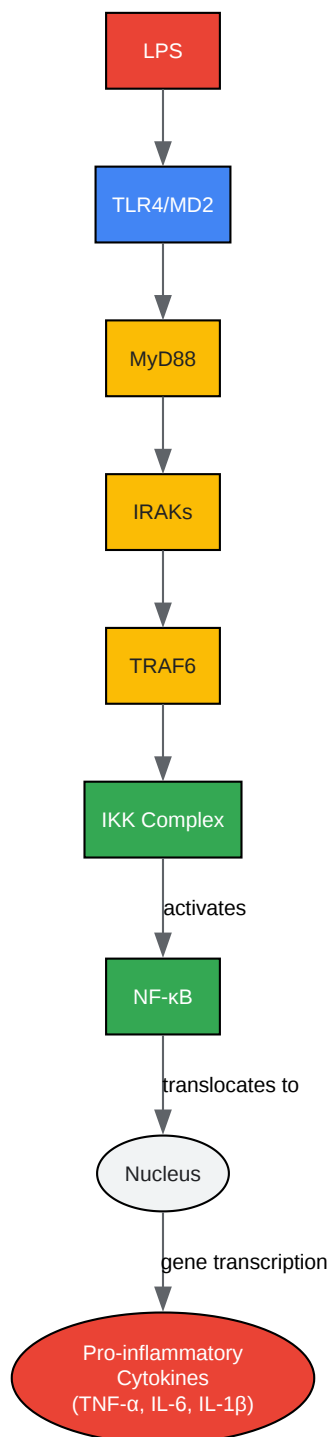 LPS
TLR4/MD2
MyD88
IRAKs
TRAF6
IKK Complex
activates
NF-κB
translocates to
Nucleus
gene transcription
Pro-inflammatory
Cytokines
(TNF-α, IL-6, IL-1β)